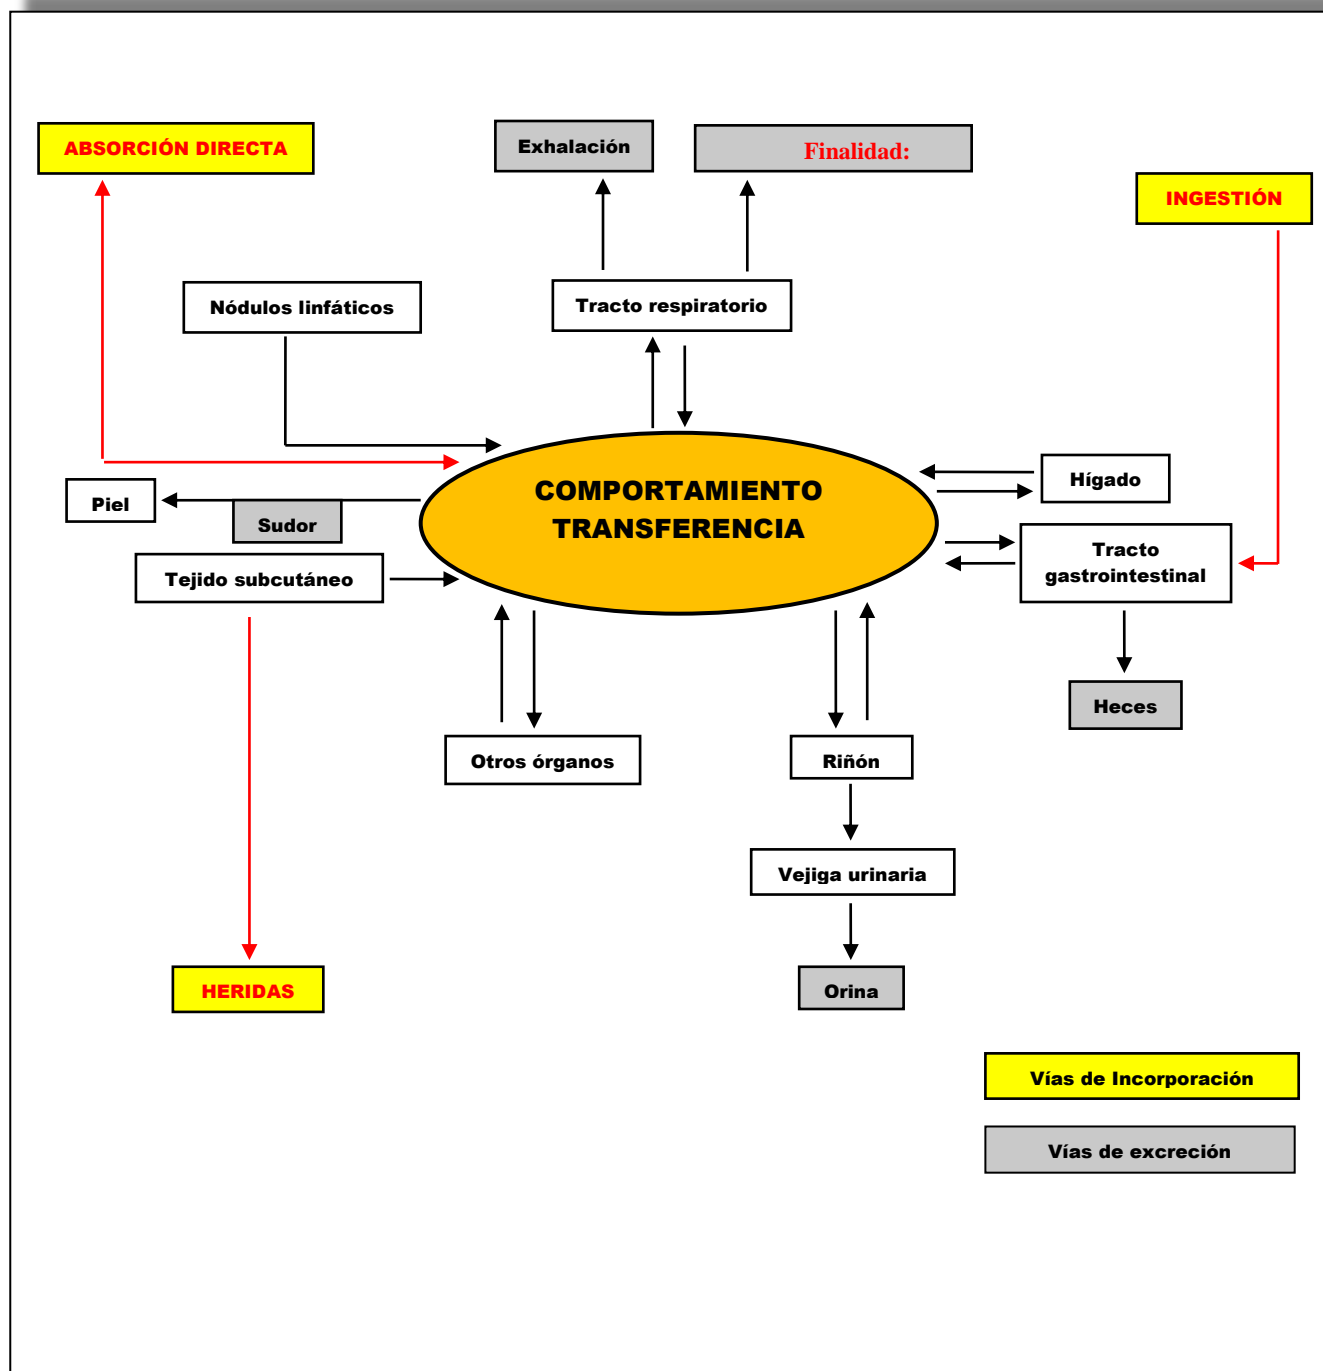 ABSORCIÓN DIRECTA
Exhalación
Finalidad:
INGESTIÓN
Nódulos linfáticos
Tracto respiratorio
Piel
Sudor
Tejido subcutáneo
COMPORTAMIENTO
TRANSFERENCIA
Hígado
Tracto
gastrointestinal
Heces
Otros órganos
Riñón
Vejiga urinaria
HERIDAS
Orina
Vías de Incorporación
Vías de excreción